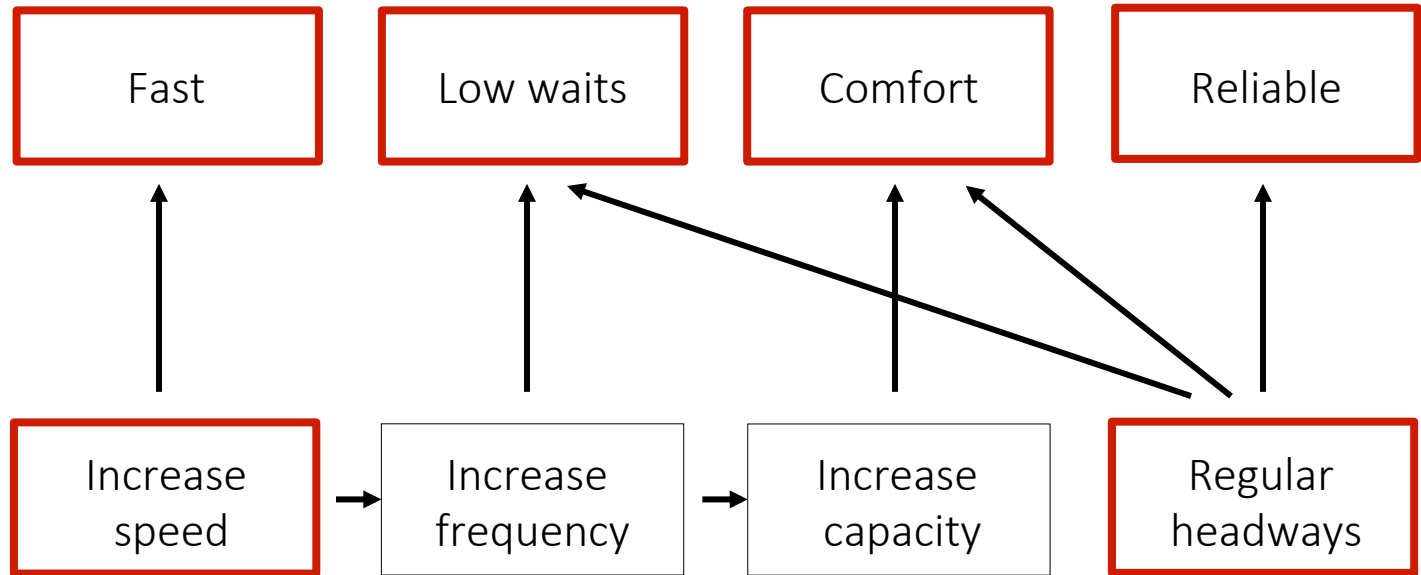 Fast
Low waits
Comfort
Reliable
Increase
speed
Increase
frequency
Increase
capacity
Regular
headways